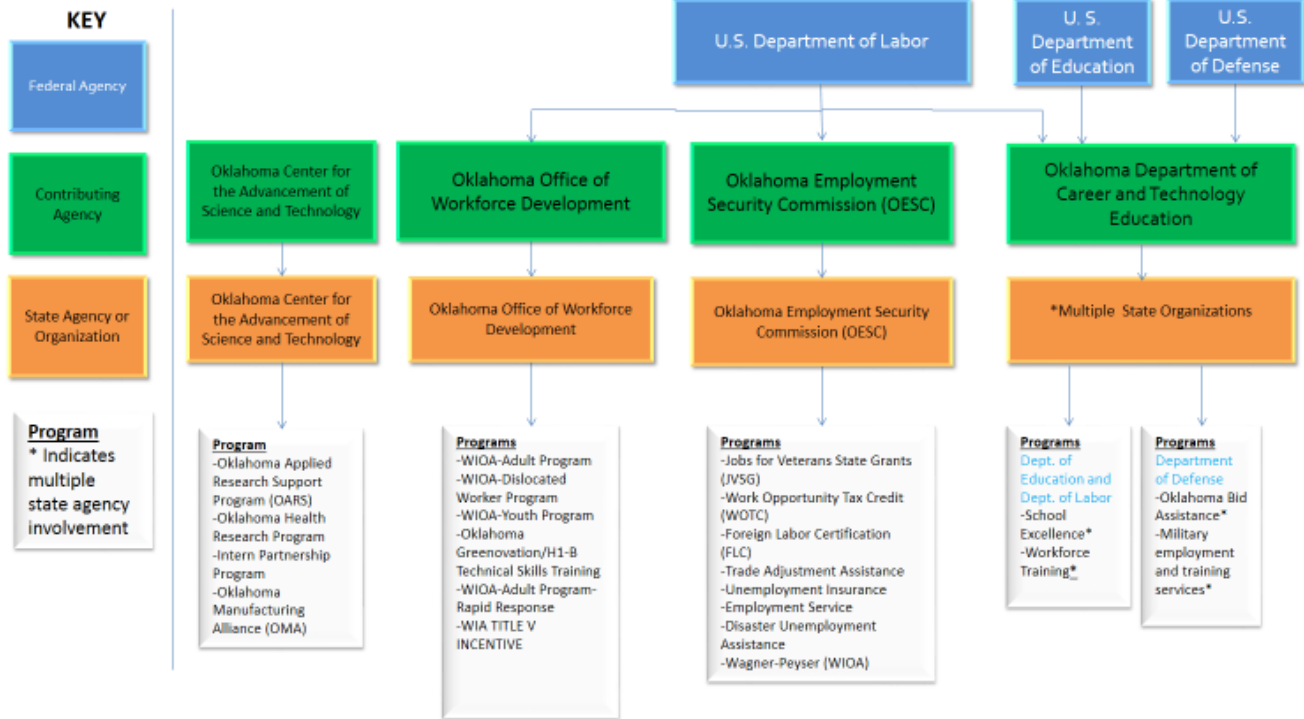 KEY
Federal Agency
Contributing
Agency
State Agency or
Organization
Program
* Indicates
multiple
state agency
involvement
U.S. Department of Labor
U. S.
Department
of Education
U.S.
Department
of Defense
Oklahoma Center for
the Advancement of
Science and Technology
Oklahoma Office of
Workforce Development
Oklahoma Employment
Security Commission (OESC)
Oklahoma Department of
Career and Technology
Education
Oklahoma Center for
the Advancement of
Science and Technology
Oklahoma Office of Workforce
Development
Oklahoma Employment Security
Commission (OESC)
*Multiple State Organizations
Program
-Oklahoma Applied
Research Support
Program (OARS)
-Oklahoma Health
Research Program
-Intern Partnership
Program
-Oklahoma
Manufacturing
Alliance (OMA)
Programs
-WIOA-Adult Program
-WIOA-Dislocated
Worker Program
-WIOA-Youth Program
-Oklahoma
Greenovation/H1-B
Technical Skills Training
-WIOA-Adult Program-
Rapid Response
-WIA TITLE V
INCENTIVE
Programs
-Jobs for Veterans State Grants
(JVSG)
-Work Opportunity Tax Credit
(WOTC)
-Foreign Labor Certification
(FLC)
-Trade Adjustment Assistance
-Unemployment Insurance
-Employment Service
-Disaster Unemployment
Assistance
-Wagner-Peyser (WIOA)
Programs
Dept. of
Education and
Dept. of Labor
-School
Excellence*
-Workforce
Training*
Programs
Department
of Defense
-Oklahoma Bid
Assistance*
-Military
employment
and training
services*